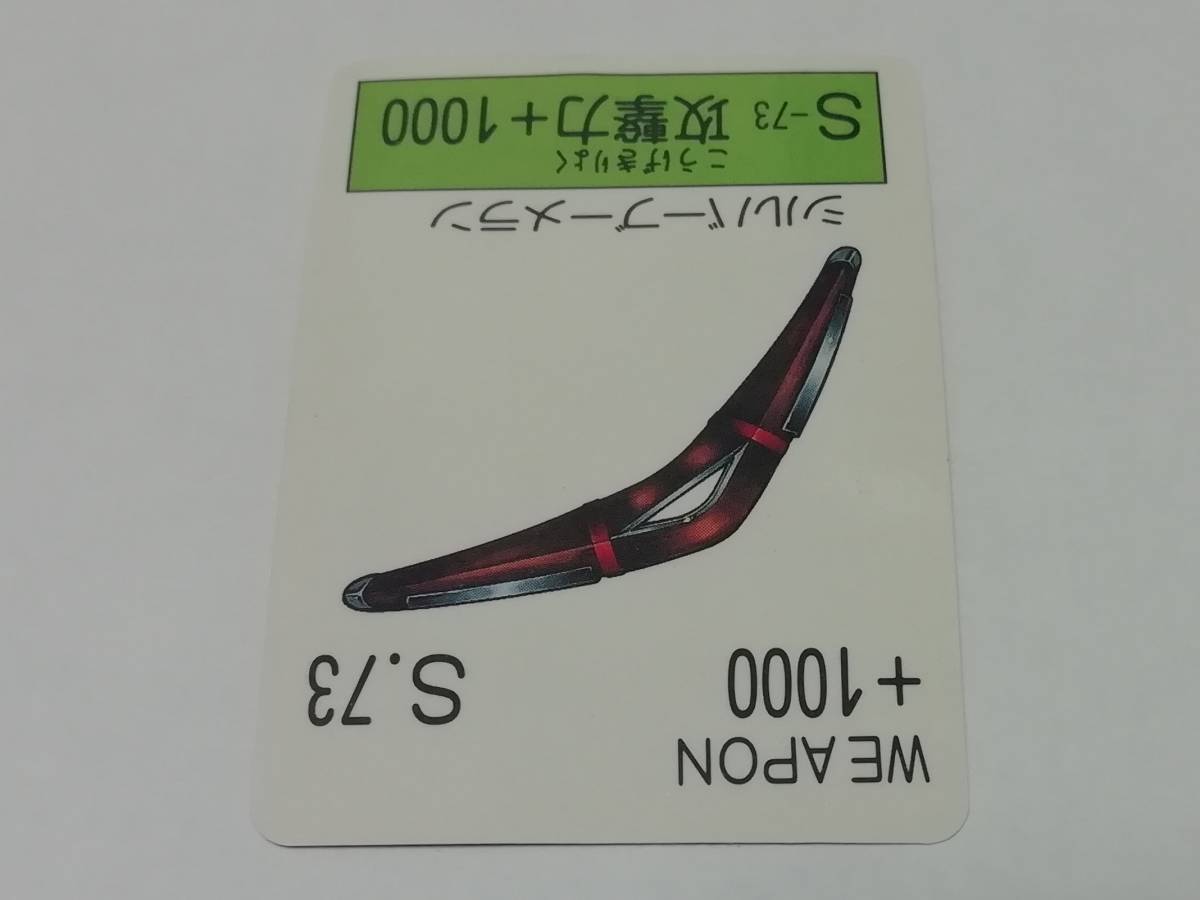 WEAPON
+1000 S.73
シルバーブーメラン
こうげきりょく
S-73 攻撃力+1000